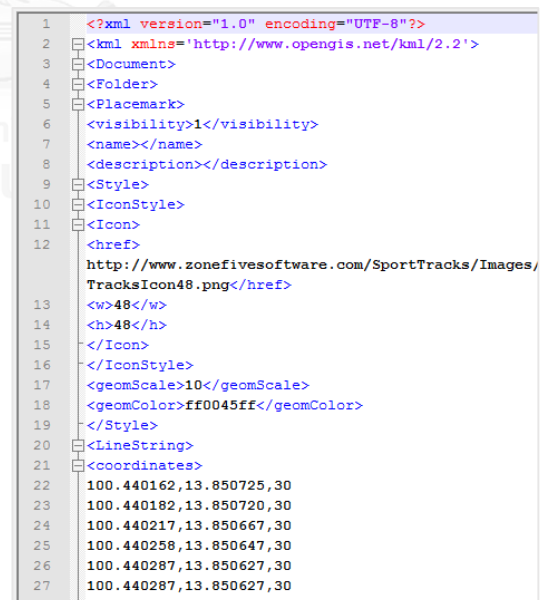 1 <?xml version="1.0" encoding="UTF-8"?>
2 <kml xmlns='http://www.opengis.net/kml/2.2'>
3 <Document>
4 <Folder>
5 <Placemark>
6 <visibility>1</visibility>
7 <name></name>
8 <description></description>
9 <Style>
10 <IconStyle>
11 <Icon>
12 <href>
http://www.zonefivesoftware.com/SportTracks/Images/
TracksIcon48.png</href>
13 <w>48</w>
14 <h>48</h>
15 </Icon>
16 </IconStyle>
17 <geomScale>10</geomScale>
18 <geomColor>ff0045ff</geomColor>
19 </Style>
20 <LineString>
21 <coordinates>
22 100.440162,13.850725,30
23 100.440182,13.850720,30
24 100.440217,13.850667,30
25 100.440258,13.850647,30
26 100.440287,13.850627,30
27 100.440287,13.850627,30